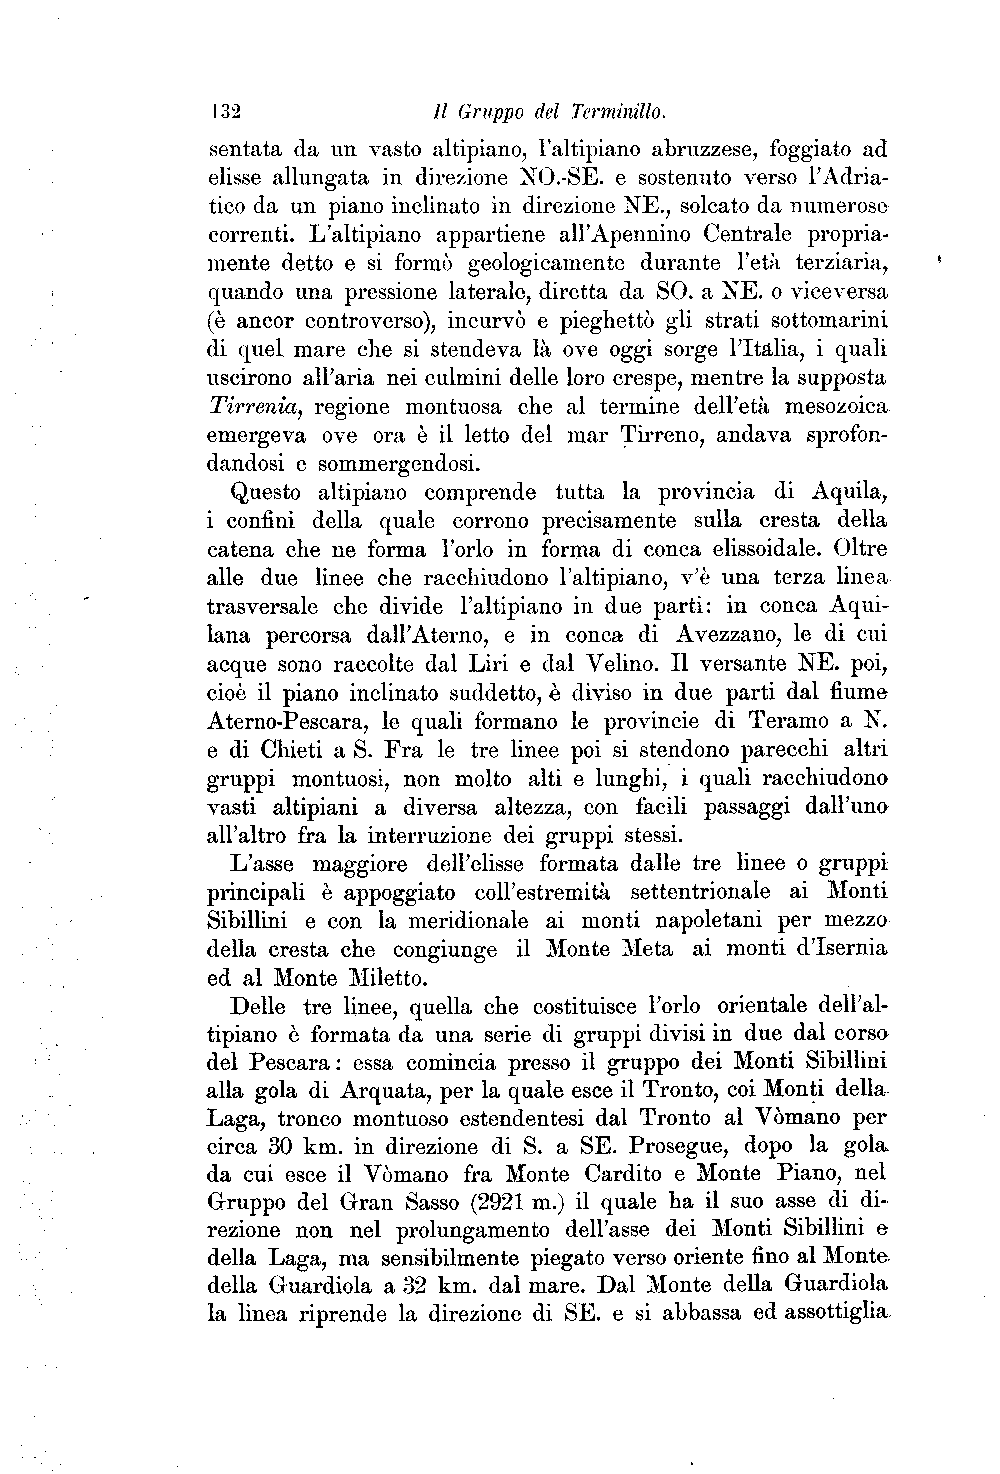 132 Il Gruppo del Terminillo.
sentata da un vasto altipiano, l'altipiano abruzzese, foggiato ad
elisse allungata in direzione NO.-SE. e sostenuto verso l'Adria-
tico da un piano inclinato in direzione NE., solcato da numerose
correnti. L'altipiano appartiene all'Apennino Centrale propria-
mente detto e si formò geologicamente durante l'età terziaria,
quando una pressione laterale, diretta da SO. a NE. o viceversa
(è ancor controverso), incurvò e pieghettò gli strati sottomarini
di quel mare che si stendeva là ove oggi sorge l'Italia, i quali
uscirono all'aria nei culmini delle loro crespe, mentre la supposta
Tirrenia, regione montuosa che al termine dell'età mesozoica
emergeva ove ora è il letto del mar Tirreno, andava sprofon-
dandosi e sommergendosi.
Questo altipiano comprende tutta la provincia di Aquila,
i confini della quale corrono precisamente sulla cresta della
catena che ne forma l'orlo in forma di conca elissoidale. Oltre
alle due linee che racchiudono l'altipiano, v'è una terza linea
trasversale che divide l'altipiano in due parti: in conca Aqui-
lana percorsa dall'Aterno, e in conca di Avezzano, le di cui
acque sono raccolte dal Liri e dal Velino. Il versante NE. poi,
cioè il piano inclinato suddetto, è diviso in due parti dal fiume
Aterno-Pescara, le quali formano le provincie di Teramo a N.
e di Chieti a S. Fra le tre linee poi si stendono parecchi altri
gruppi montuosi, non molto alti e lunghi, i quali racchiudono
vasti altipiani a diversa altezza, con facili passaggi dall'uno
all'altro fra la interruzione dei gruppi stessi.
L'asse maggiore dell'elisse formata dalle tre linee o gruppi
principali è appoggiato coll'estremità settentrionale ai Monti
Sibillini e con la meridionale ai monti napoletani per mezzo
della cresta che congiunge il Monte Meta ai monti d'Isernia
ed al Monte Miletto.
Delle tre linee, quella che costituisce l'orlo orientale dell'al-
tipiano è formata da una serie di gruppi divisi in due dal corso
del Pescara: essa comincia presso il gruppo dei Monti Sibillini
alla gola di Arquata, per la quale esce il Tronto, coi Monti della
Laga, tronco montuoso estendentesi dal Tronto al Vòmano per
circa 30 km. in direzione di S. a SE. Prosegue, dopo la gola
da cui esce il Vòmano fra Monte Cardito e Monte Piano, nel
Gruppo del Gran Sasso (2921 m.) il quale ha il suo asse di di-
rezione non nel prolungamento dell'asse dei Monti Sibillini e
della Laga, ma sensibilmente piegato verso oriente fino al Monte
della Guardiola a 32 km. dal mare. Dal Monte della Guardiola
la linea riprende la direzione di SE. e si abbassa ed assottiglia